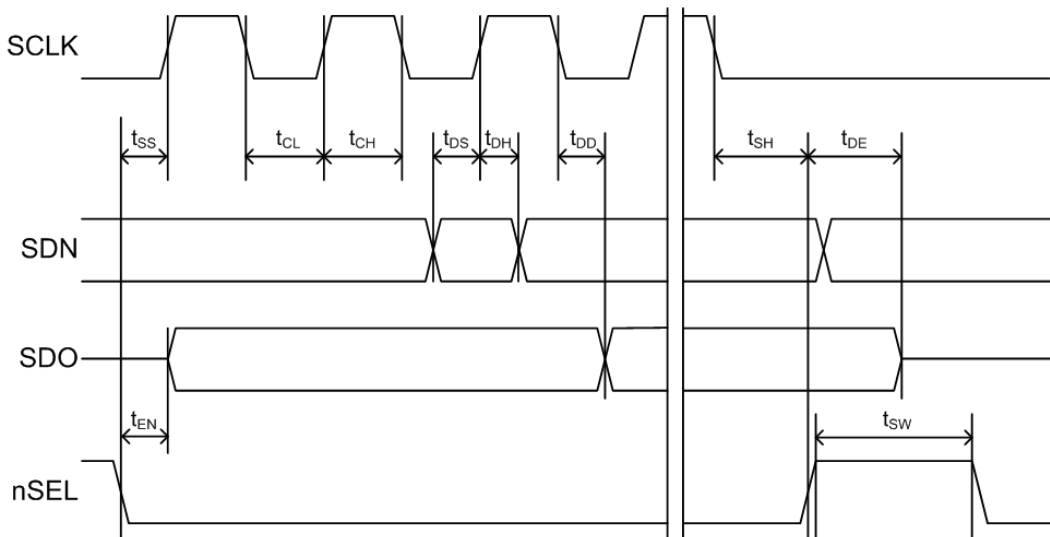 SCLK
tSS tCL tCH tDS tDH tDD tSH tDE
SDN
SDO
tEN tSW
nSEL